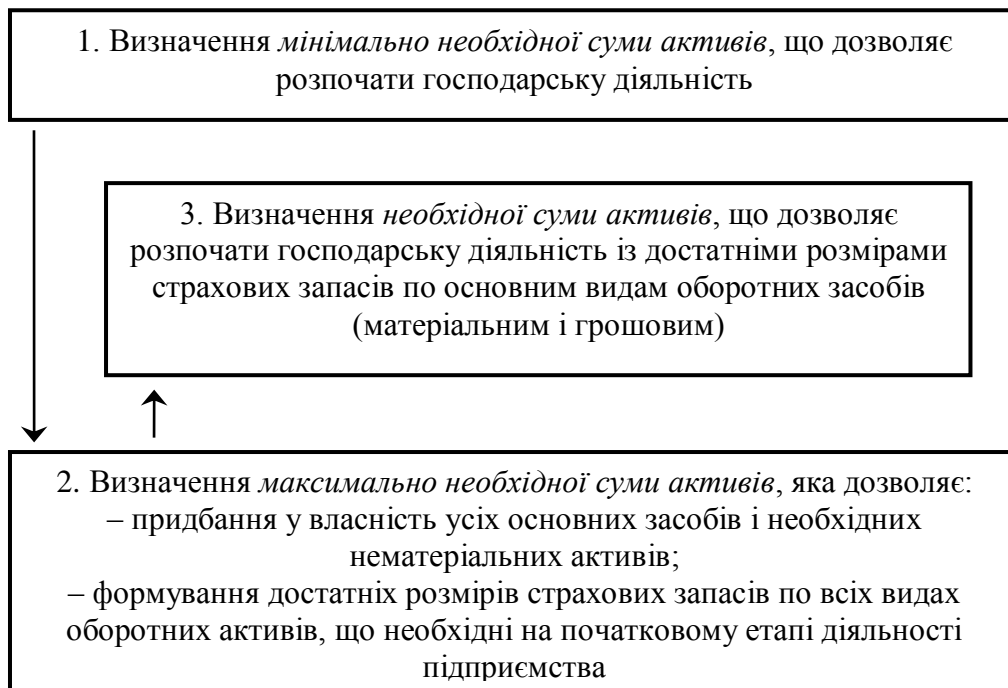 1. Визначення мінімально необхідної суми активів, що дозволяє
розпочати господарську діяльність
3. Визначення необхідної суми активів, що дозволяє
розпочати господарську діяльність із достатніми розмірами
страхових запасів по основним видам оборотних засобів
(матеріальним і грошовим)
2. Визначення максимально необхідної суми активів, яка дозволяє:
– придбання у власність усіх основних засобів і необхідних
нематеріальних активів;
– формування достатніх розмірів страхових запасів по всіх видах
оборотних активів, що необхідні на початковому етапі діяльності
підприємства